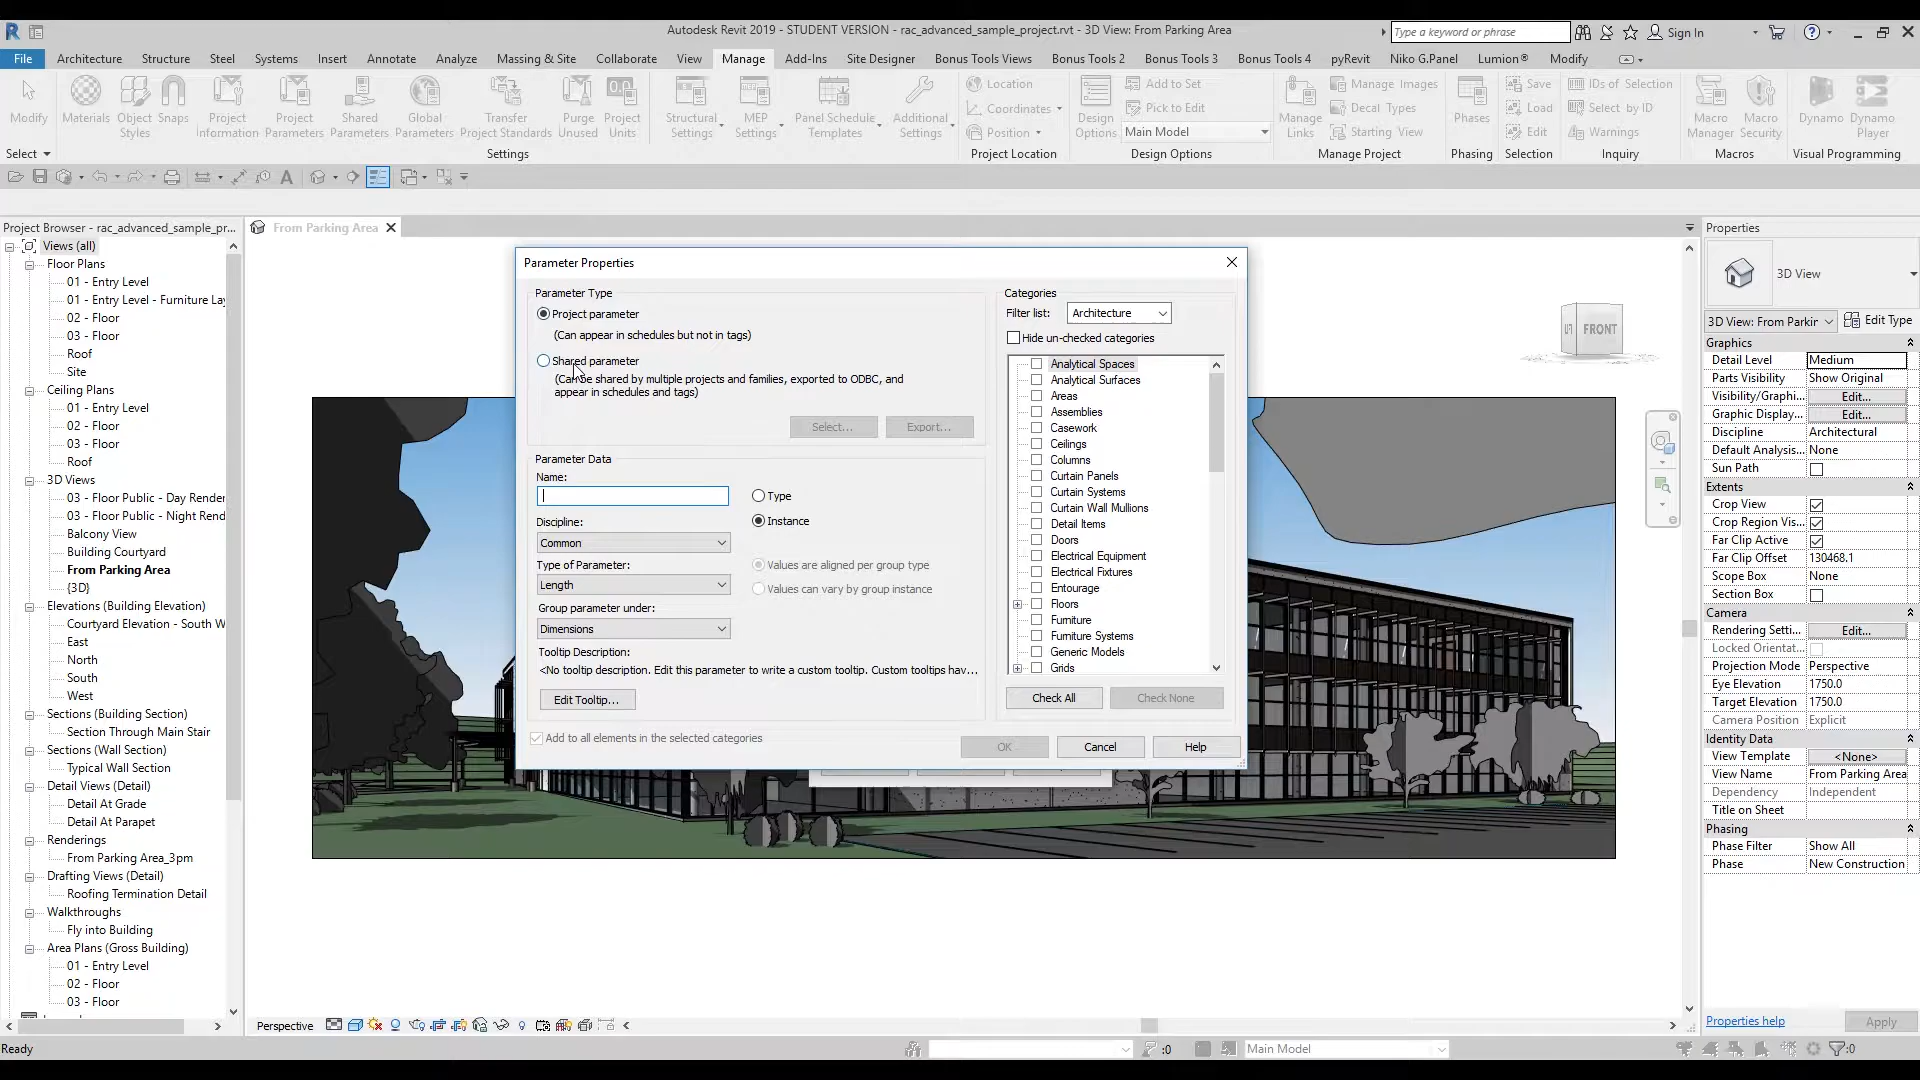 Autodesk Revit 2019 - STUDENT VERSION - rac_advanced_sample_project.rvt - 3D View: From Parking Area
Type a keyword or phrase
Sign In
File Architecture Structure Steel Systems Insert Annotate Analyze Massing & Site Collaborate View Manage Add-Ins Site Designer Bonus Tools Views Bonus Tools 2 Bonus Tools 3 Bonus Tools 4 pyRevit Niko G.Panel Lumion® Modify
Modify
Materials
Object Styles
Snaps
Project Information
Project Parameters
Shared Parameters
Global Parameters
Transfer Project Standards
Purge Unused
Project Units
Structural Settings
MEP Settings
Panel Schedule Templates
Additional Settings
Location
Coordinates
Position
Design Options
Add to Set
Pick to Edit
Main Model
Manage Links
Manage Images
Decal Types
Starting View
Phases
Save
Load
Edit
IDs of Selection
Select by ID
Warnings
Macro Manager
Macro Security
Dynamo
Dynamo Player
Select
Settings
Project Location
Design Options
Manage Project
Phasing
Selection
Inquiry
Macros
Visual Programming
Project Browser - rac_advanced_sample_pr...
Views (all)
Floor Plans
01 - Entry Level
01 - Entry Level - Furniture Lay
02 - Floor
03 - Floor
Roof
Site
Ceiling Plans
01 - Entry Level
02 - Floor
03 - Floor
Roof
3D Views
03 - Floor Public - Day Render
03 - Floor Public - Night Rend
Balcony View
Building Courtyard
From Parking Area
{3D}
Elevations (Building Elevation)
Courtyard Elevation - South W
East
North
South
West
Sections (Building Section)
Section Through Main Stair
Sections (Wall Section)
Typical Wall Section
Detail Views (Detail)
Detail At Grade
Detail At Parapet
Renderings
From Parking Area_3pm
Drafting Views (Detail)
Roofing Termination Detail
Walkthroughs
Fly into Building
Area Plans (Gross Building)
01 - Entry Level
02 - Floor
03 - Floor
From Parking Area
Parameter Properties
Parameter Type
Project parameter
(Can appear in schedules but not in tags)
Shared parameter
(Can be shared by multiple projects and families, exported to ODBC, and
appear in schedules and tags)
Select...
Export...
Parameter Data
Name:
Type
Discipline:
Instance
Common
Type of Parameter:
Values are aligned per group type
Length
Values can vary by group instance
Group parameter under:
Dimensions
Tooltip Description:
<No tooltip description. Edit this parameter to write a custom tooltip. Custom tooltips hav...
Edit Tooltip...
Add to all elements in the selected categories
Categories
Filter list: Architecture
Hide un-checked categories
Analytical Spaces
Analytical Surfaces
Areas
Assemblies
Casework
Ceilings
Columns
Curtain Panels
Curtain Systems
Curtain Wall Mullions
Detail Items
Doors
Electrical Equipment
Electrical Fixtures
Entourage
Floors
Furniture
Furniture Systems
Generic Models
Grids
Check All
Check None
OK
Cancel
Help
FRONT
Properties
3D View
3D View: From Parkir
Edit Type
Graphics
Detail Level Medium
Parts Visibility Show Original
Visibility/Graphi... Edit...
Graphic Display... Edit...
Discipline Architectural
Default Analysis... None
Sun Path
Extents
Crop View
Crop Region Vis...
Far Clip Active
Far Clip Offset 130468.1
Scope Box None
Section Box
Camera
Rendering Setti... Edit...
Locked Orientat...
Projection Mode Perspective
Eye Elevation 1750.0
Target Elevation 1750.0
Camera Position Explicit
Identity Data
View Template <None>
View Name From Parking Area
Dependency Independent
Title on Sheet
Phasing
Phase Filter Show All
Phase New Construction
Properties help
Apply
Perspective
Ready
:0
Main Model
:0